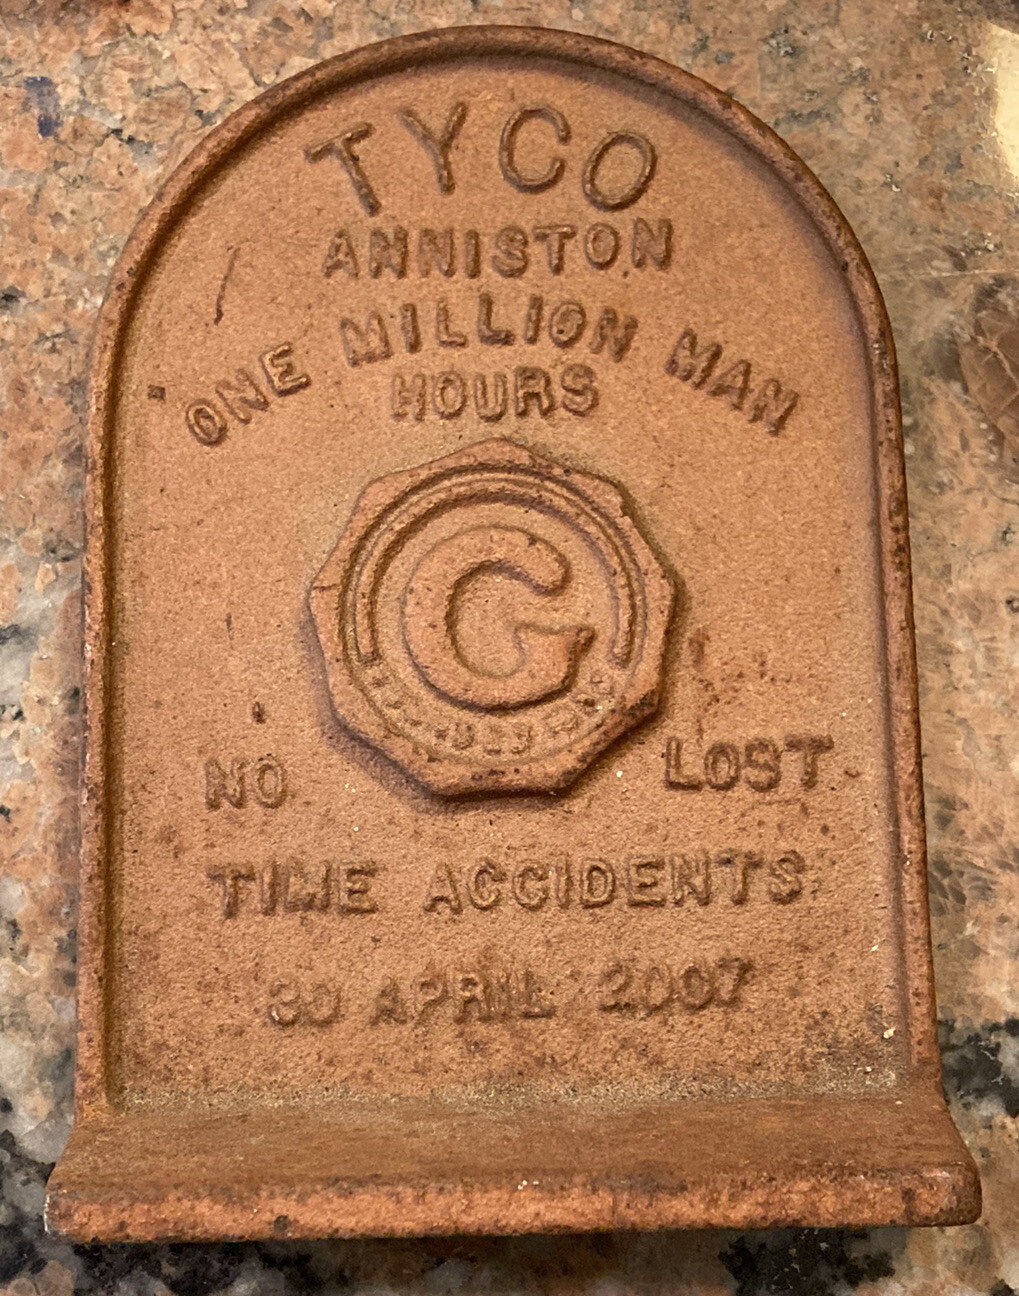 TYCO
ANNISTON
ONE MILLION MAN
HOURS
G
NO LOST
TIME ACCIDENTS
30 APRIL 2007